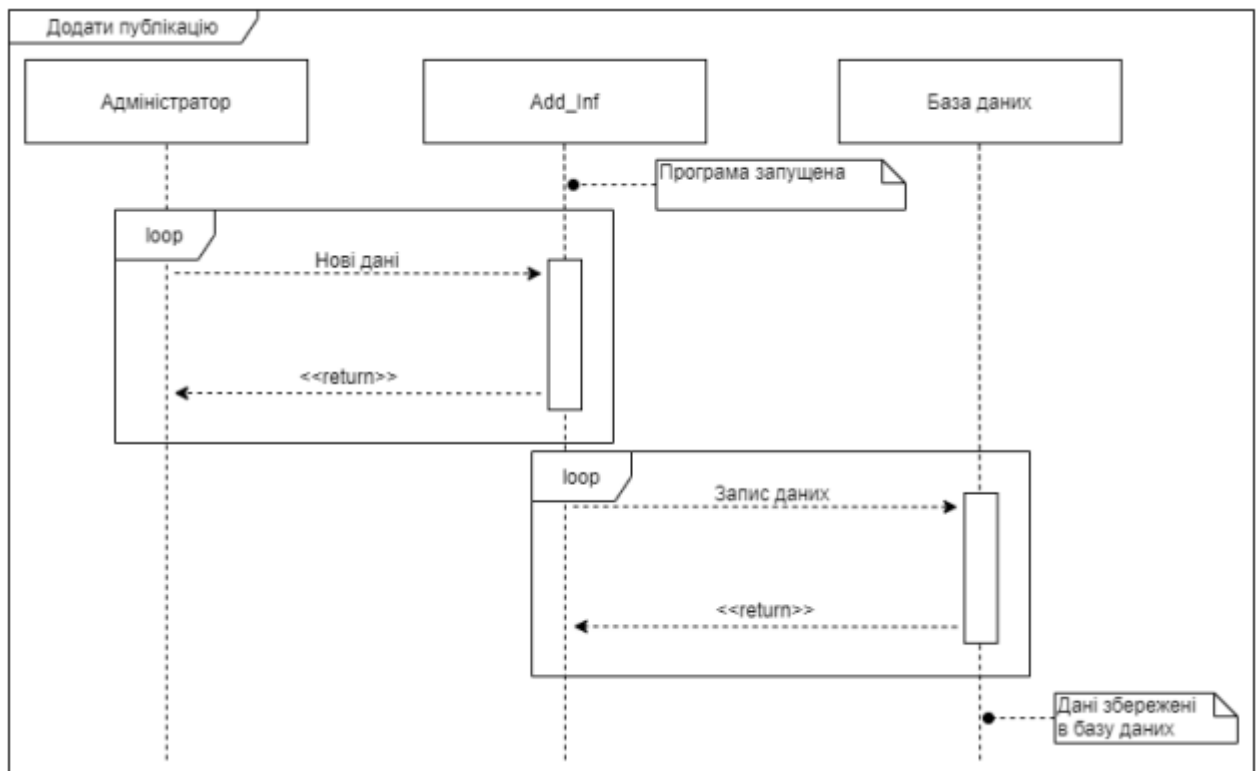 Додати публікацію
Адміністратор
Add_Inf
База даних
Програма запущена
loop
Нові дані
<<return>>
loop
Запис даних
<<return>>
Дані збережені
в базу даних